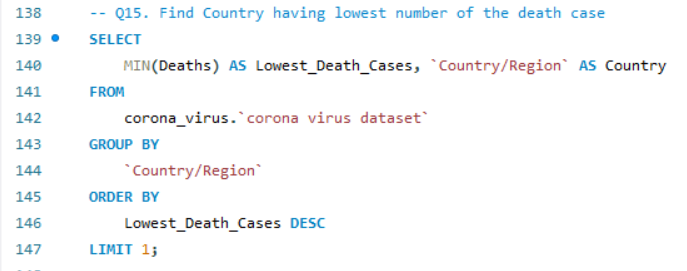 138 -- Q15. Find Country having lowest number of the death case
139 SELECT
140 MIN(Deaths) AS Lowest_Death_Cases, `Country/Region` AS Country
141 FROM
142 corona_virus.`corona virus dataset`
143 GROUP BY
144 `Country/Region`
145 ORDER BY
146 Lowest_Death_Cases DESC
147 LIMIT 1;